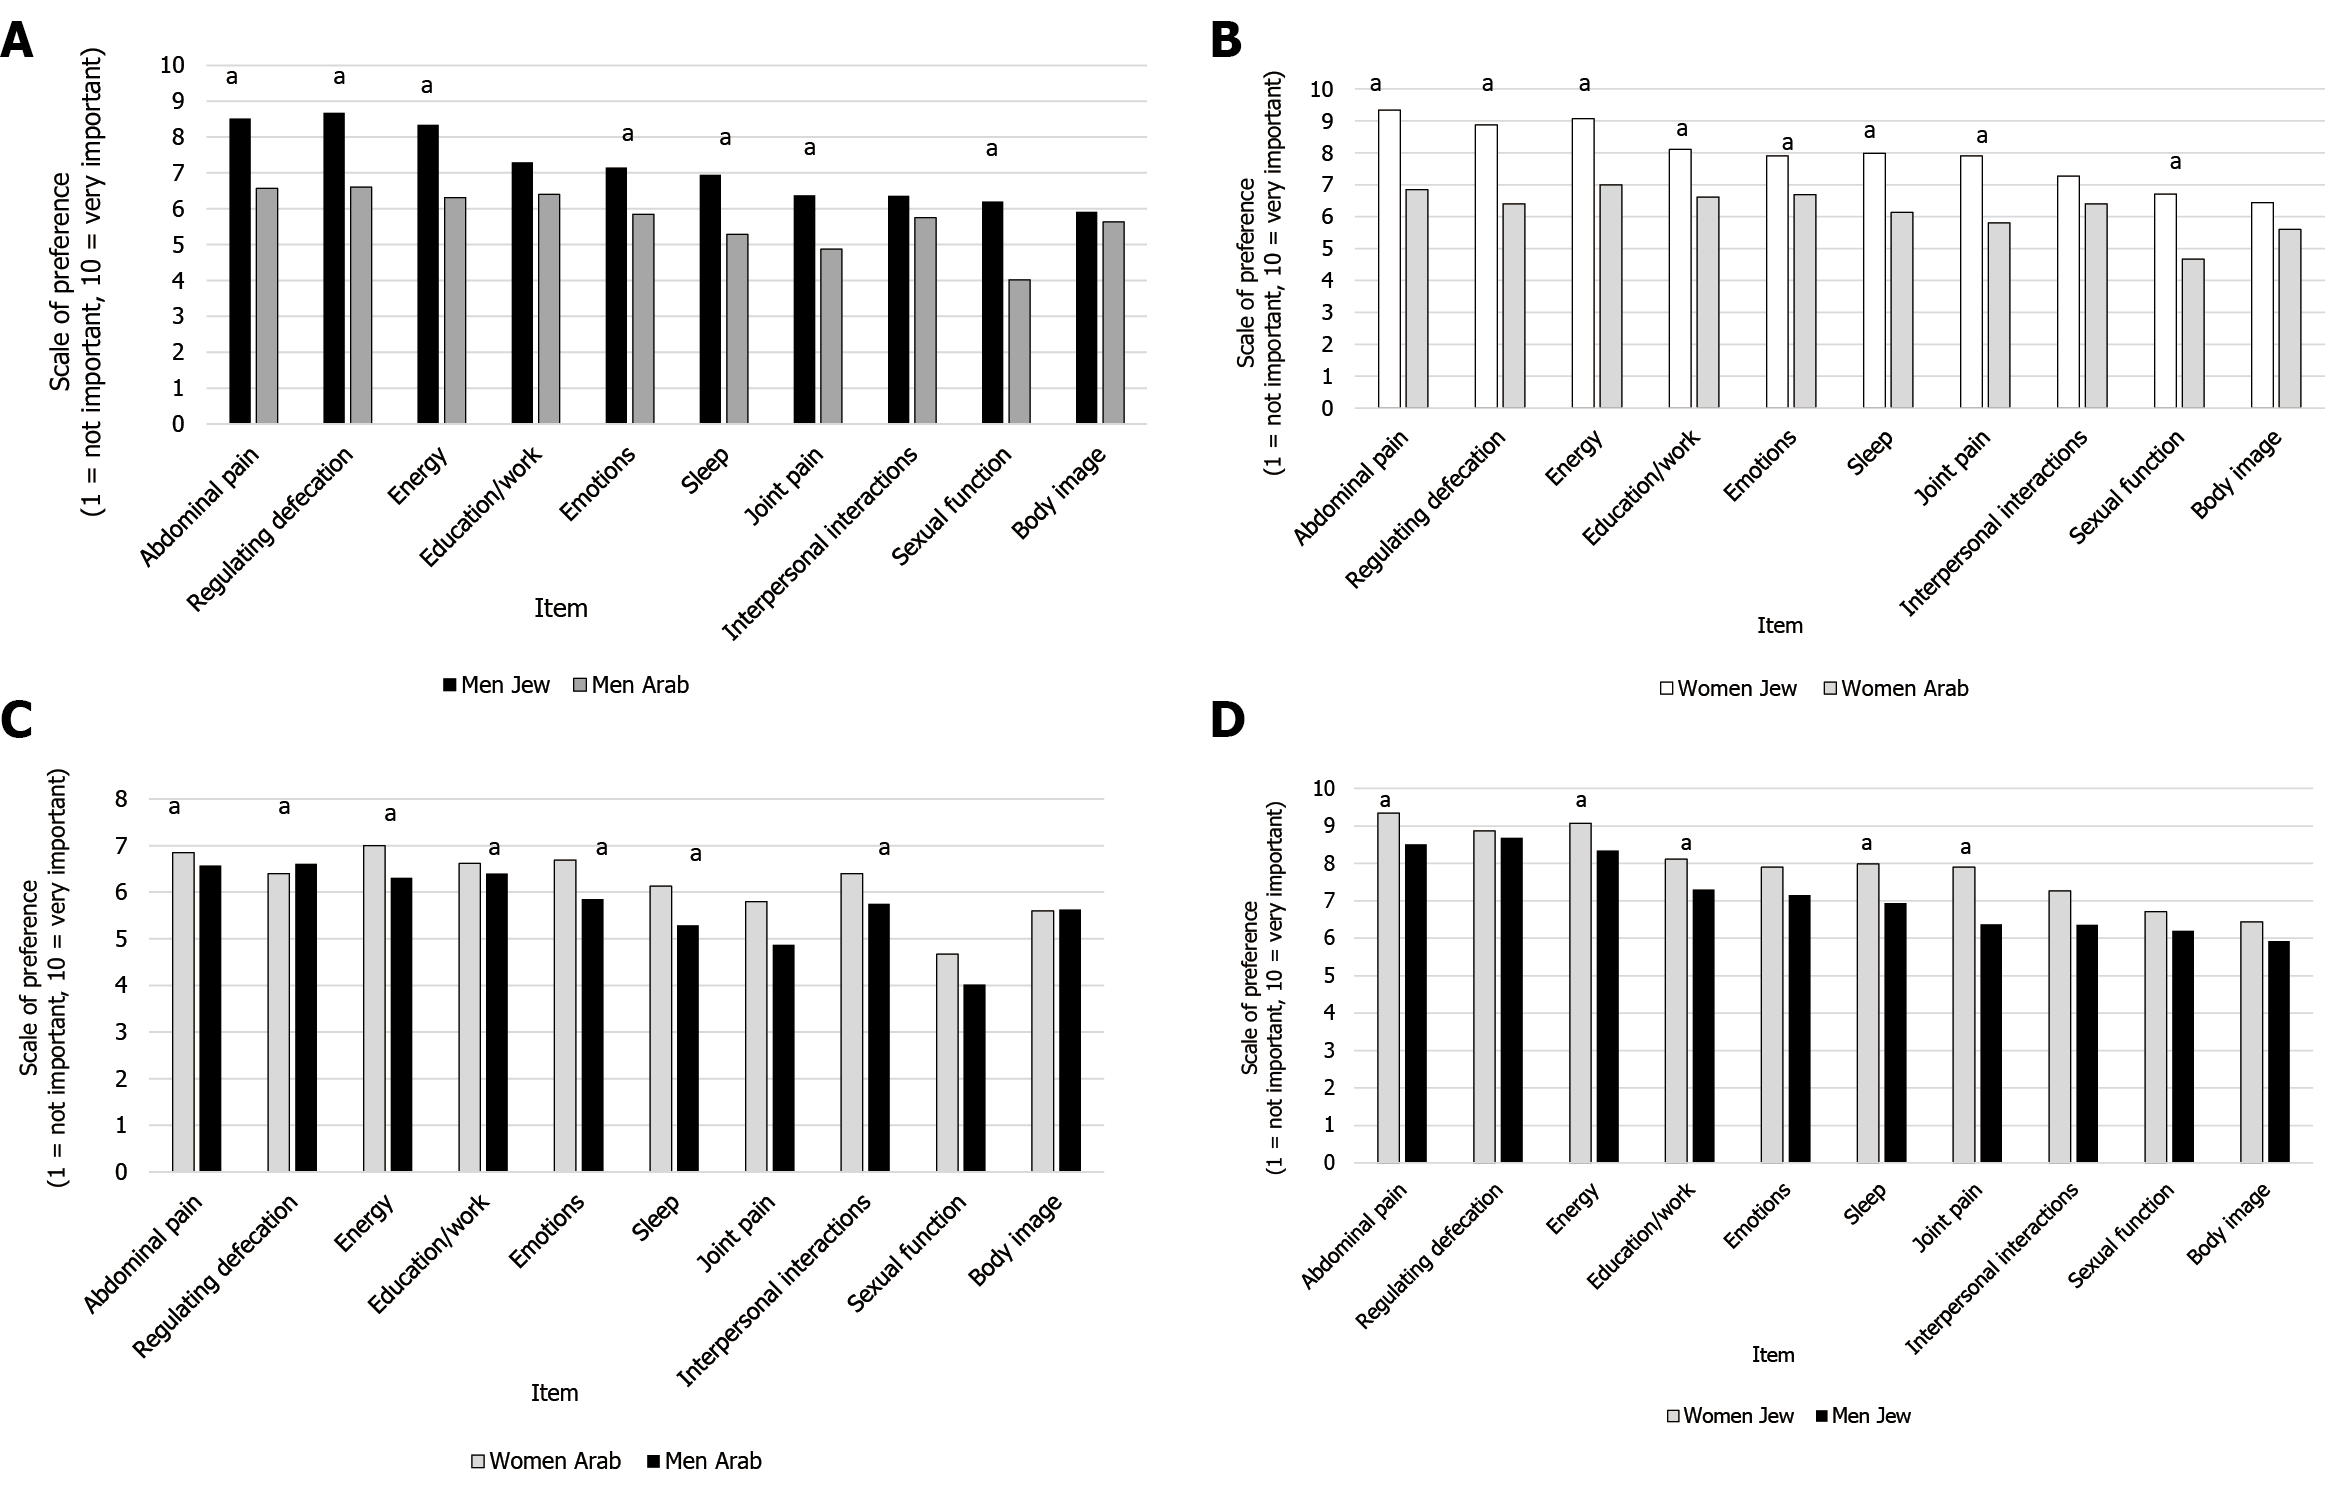 A
Scale of preference
(1 = not important, 10 = very important)
10
9
8
7
6
5
4
3
2
1
0
a a a a a a a
Abdominal pain
Regulating defecation
Energy
Education/work
Emotions
Sleep
Joint pain
Interpersonal interactions
Sexual function
Body image
Item
Men Jew Men Arab
B
Scale of preference
(1 = not important, 10 = very important)
10
9
8
7
6
5
4
3
2
1
0
a a a a a a a a
Abdominal pain
Regulating defecation
Energy
Education/work
Emotions
Sleep
Joint pain
Interpersonal interactions
Sexual function
Body image
Item
Women Jew Women Arab
C
Scale of preference
(1 = not important, 10 = very important)
8
7
6
5
4
3
2
1
0
a a a a a a a
Abdominal pain
Regulating defecation
Energy
Education/work
Emotions
Sleep
Joint pain
Interpersonal interactions
Sexual function
Body image
Item
Women Arab Men Arab
D
Scale of preference
(1 = not important, 10 = very important)
10
9
8
7
6
5
4
3
2
1
0
a a a a a
Abdominal pain
Regulating defecation
Energy
Education/work
Emotions
Sleep
Joint pain
Interpersonal interactions
Sexual function
Body image
Item
Women Jew Men Jew